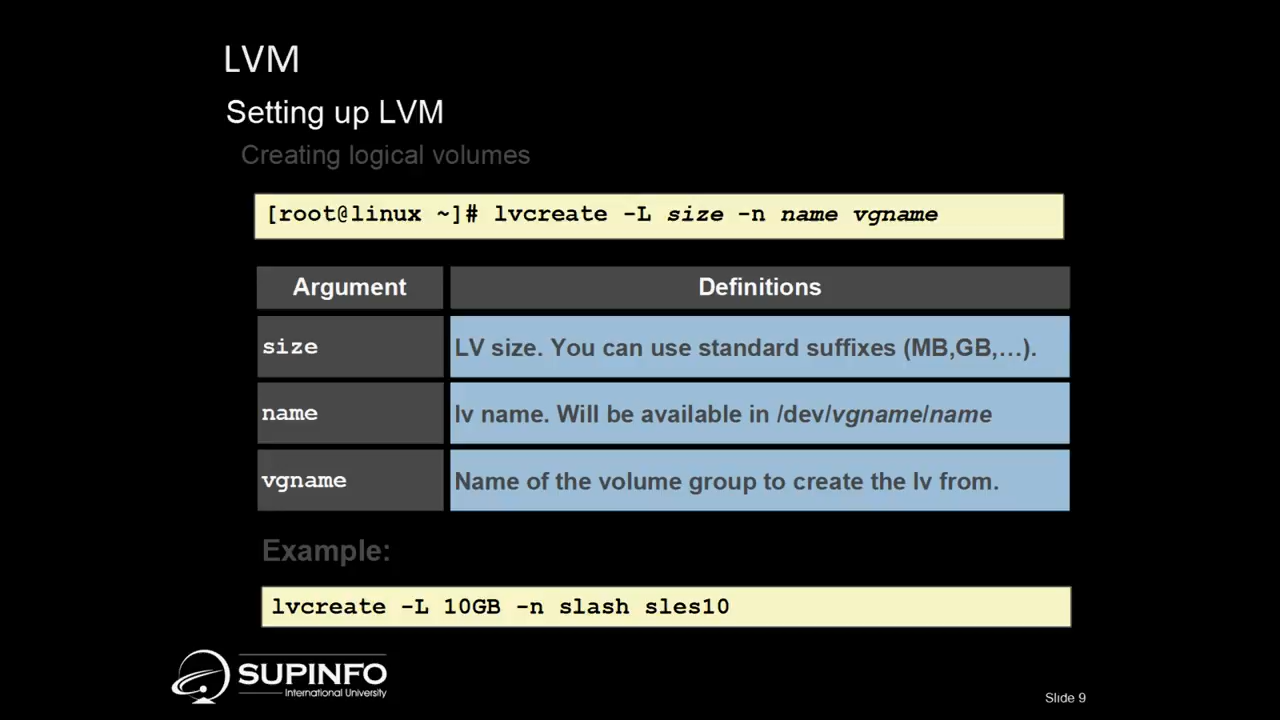 LVM
Setting up LVM
Creating logical volumes
[root@linux ~]# lvcreate -L size -n name vgname
Argument Definitions
size LV size. You can use standard suffixes (MB,GB,…).
name lv name. Will be available in /dev/vgname/name
vgname Name of the volume group to create the lv from.
Example:
lvcreate -L 10GB -n slash sles10
SUPINFO
International University
Slide 9